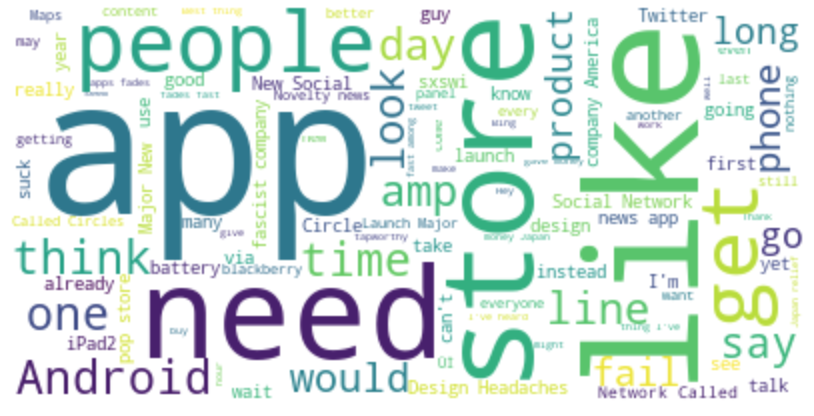 Maps
content
west thing
better
guy
Twitter
long
may
year
people
day
store
product
company America
like
really
apps fades
good
New Social
look
sxswi
panel
know
last
fades fast
Novelty news
tweet
every
another
work
going
phone
nothing
app
use
Major New
fascist company
fast among
wing
getting
suck
launch
gave money
make
first
still
amp
Hey
Social Network
get
Called Circles
many
give
Circle
Launch Major
tapworthy
money Japan
design
news app
Thank
go
think
battery
via
blackberry
time
take
instead
I'm
want
yet
already
pop store
need
can't
everyone
i've heard
line
thing i've
Japan relief
one
iPad2
buy
might
say
Android
hour
wait
would
Design Headaches
fail
see
Network Called
talk